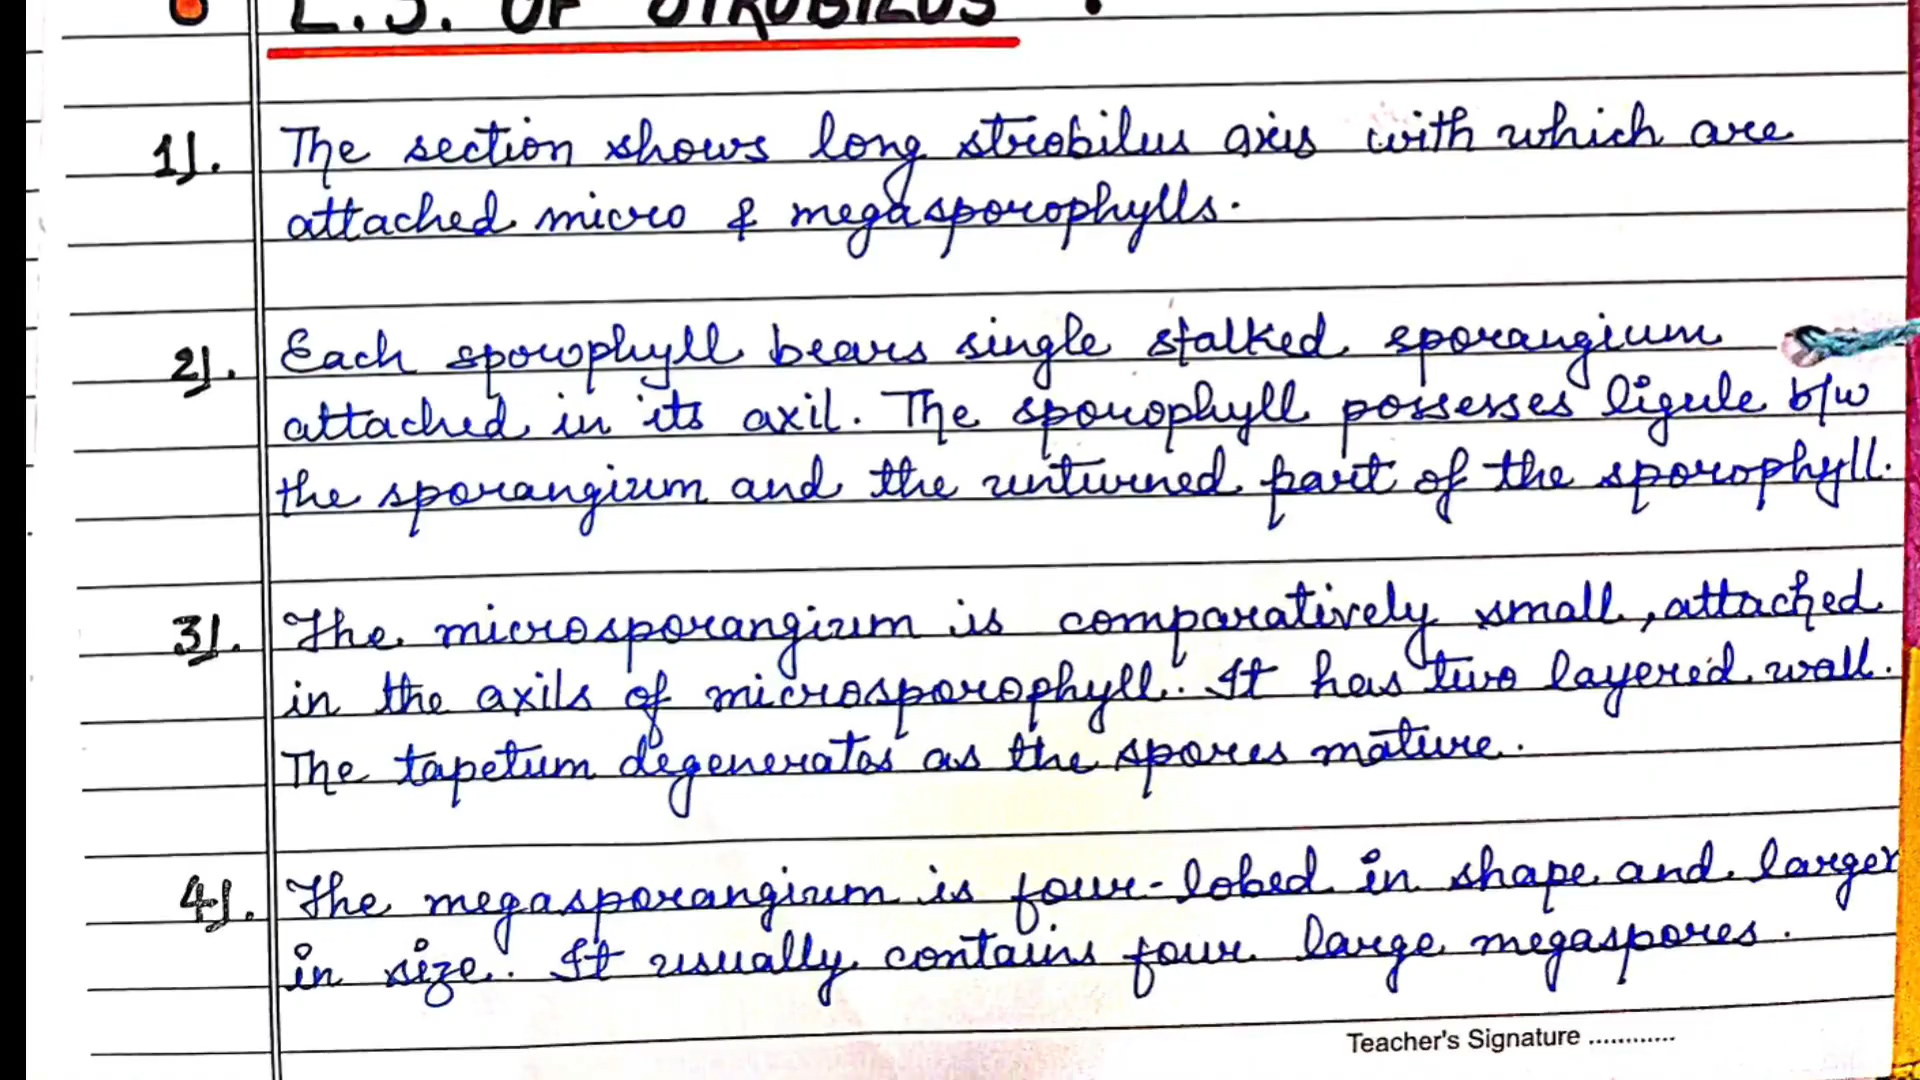 L.S. OF STROBILUS :
1). The section shows long strobilus axis with which are
attached micro & megasporophylls.
2). Each sporophyll bears single stalked sporangium
attached in its axil. The sporophyll possesses ligule b/w
the sporangium and the unturned part of the sporophyll.
3). The microsporangium is comparatively small, attached
in the axils of microsporophyll. It has two layered wall.
The tapetum degenerates as the spores mature.
4). The megasporangium is four-lobed in shape and larger
in size. It usually contains four large megaspores.
Teacher's Signature ............